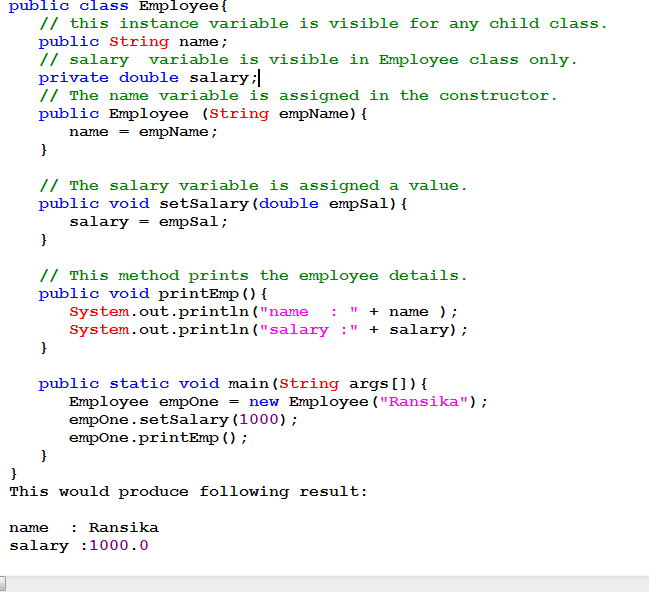 public class Employee{
// this instance variable is visible for any child class.
public String name;
// salary  variable is visible in Employee class only.
private double salary;
// The name variable is assigned in the constructor.
public Employee (String empName){
name = empName;
}
// The salary variable is assigned a value.
public void setSalary(double empSal){
salary = empSal;
}
// This method prints the employee details.
public void printEmp(){
System.out.println("name  : " + name );
System.out.println("salary :" + salary);
}
public static void main(String args[]){
Employee empOne = new Employee("Ransika");
empOne.setSalary(1000);
empOne.printEmp();
}
}
This would produce following result:
name  : Ransika
salary :1000.0